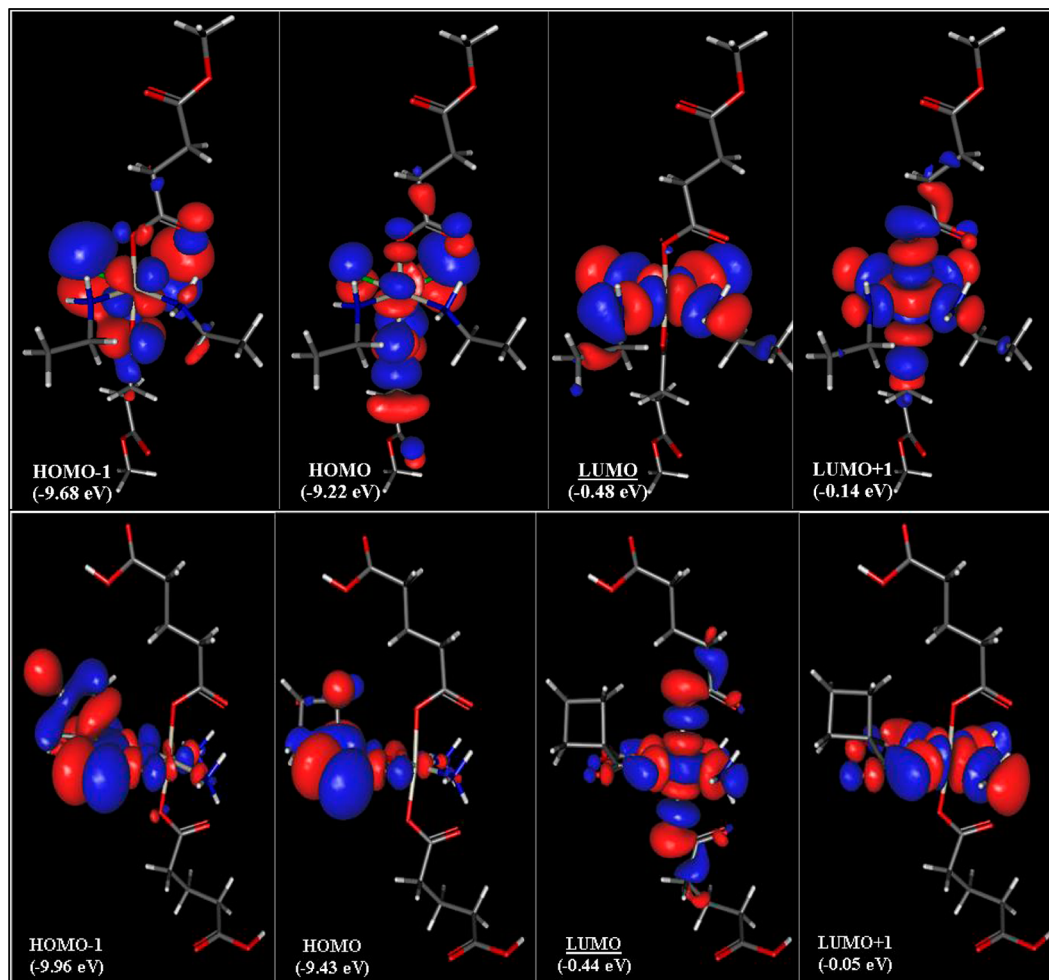 HOMO-1
(-9.68 eV)
HOMO
(-9.22 eV)
LUMO
(-0.48 eV)
LUMO+1
(-0.14 eV)
HOMO-1
(-9.96 eV)
HOMO
(-9.43 eV)
LUMO
(-0.44 eV)
LUMO+1
(-0.05 eV)